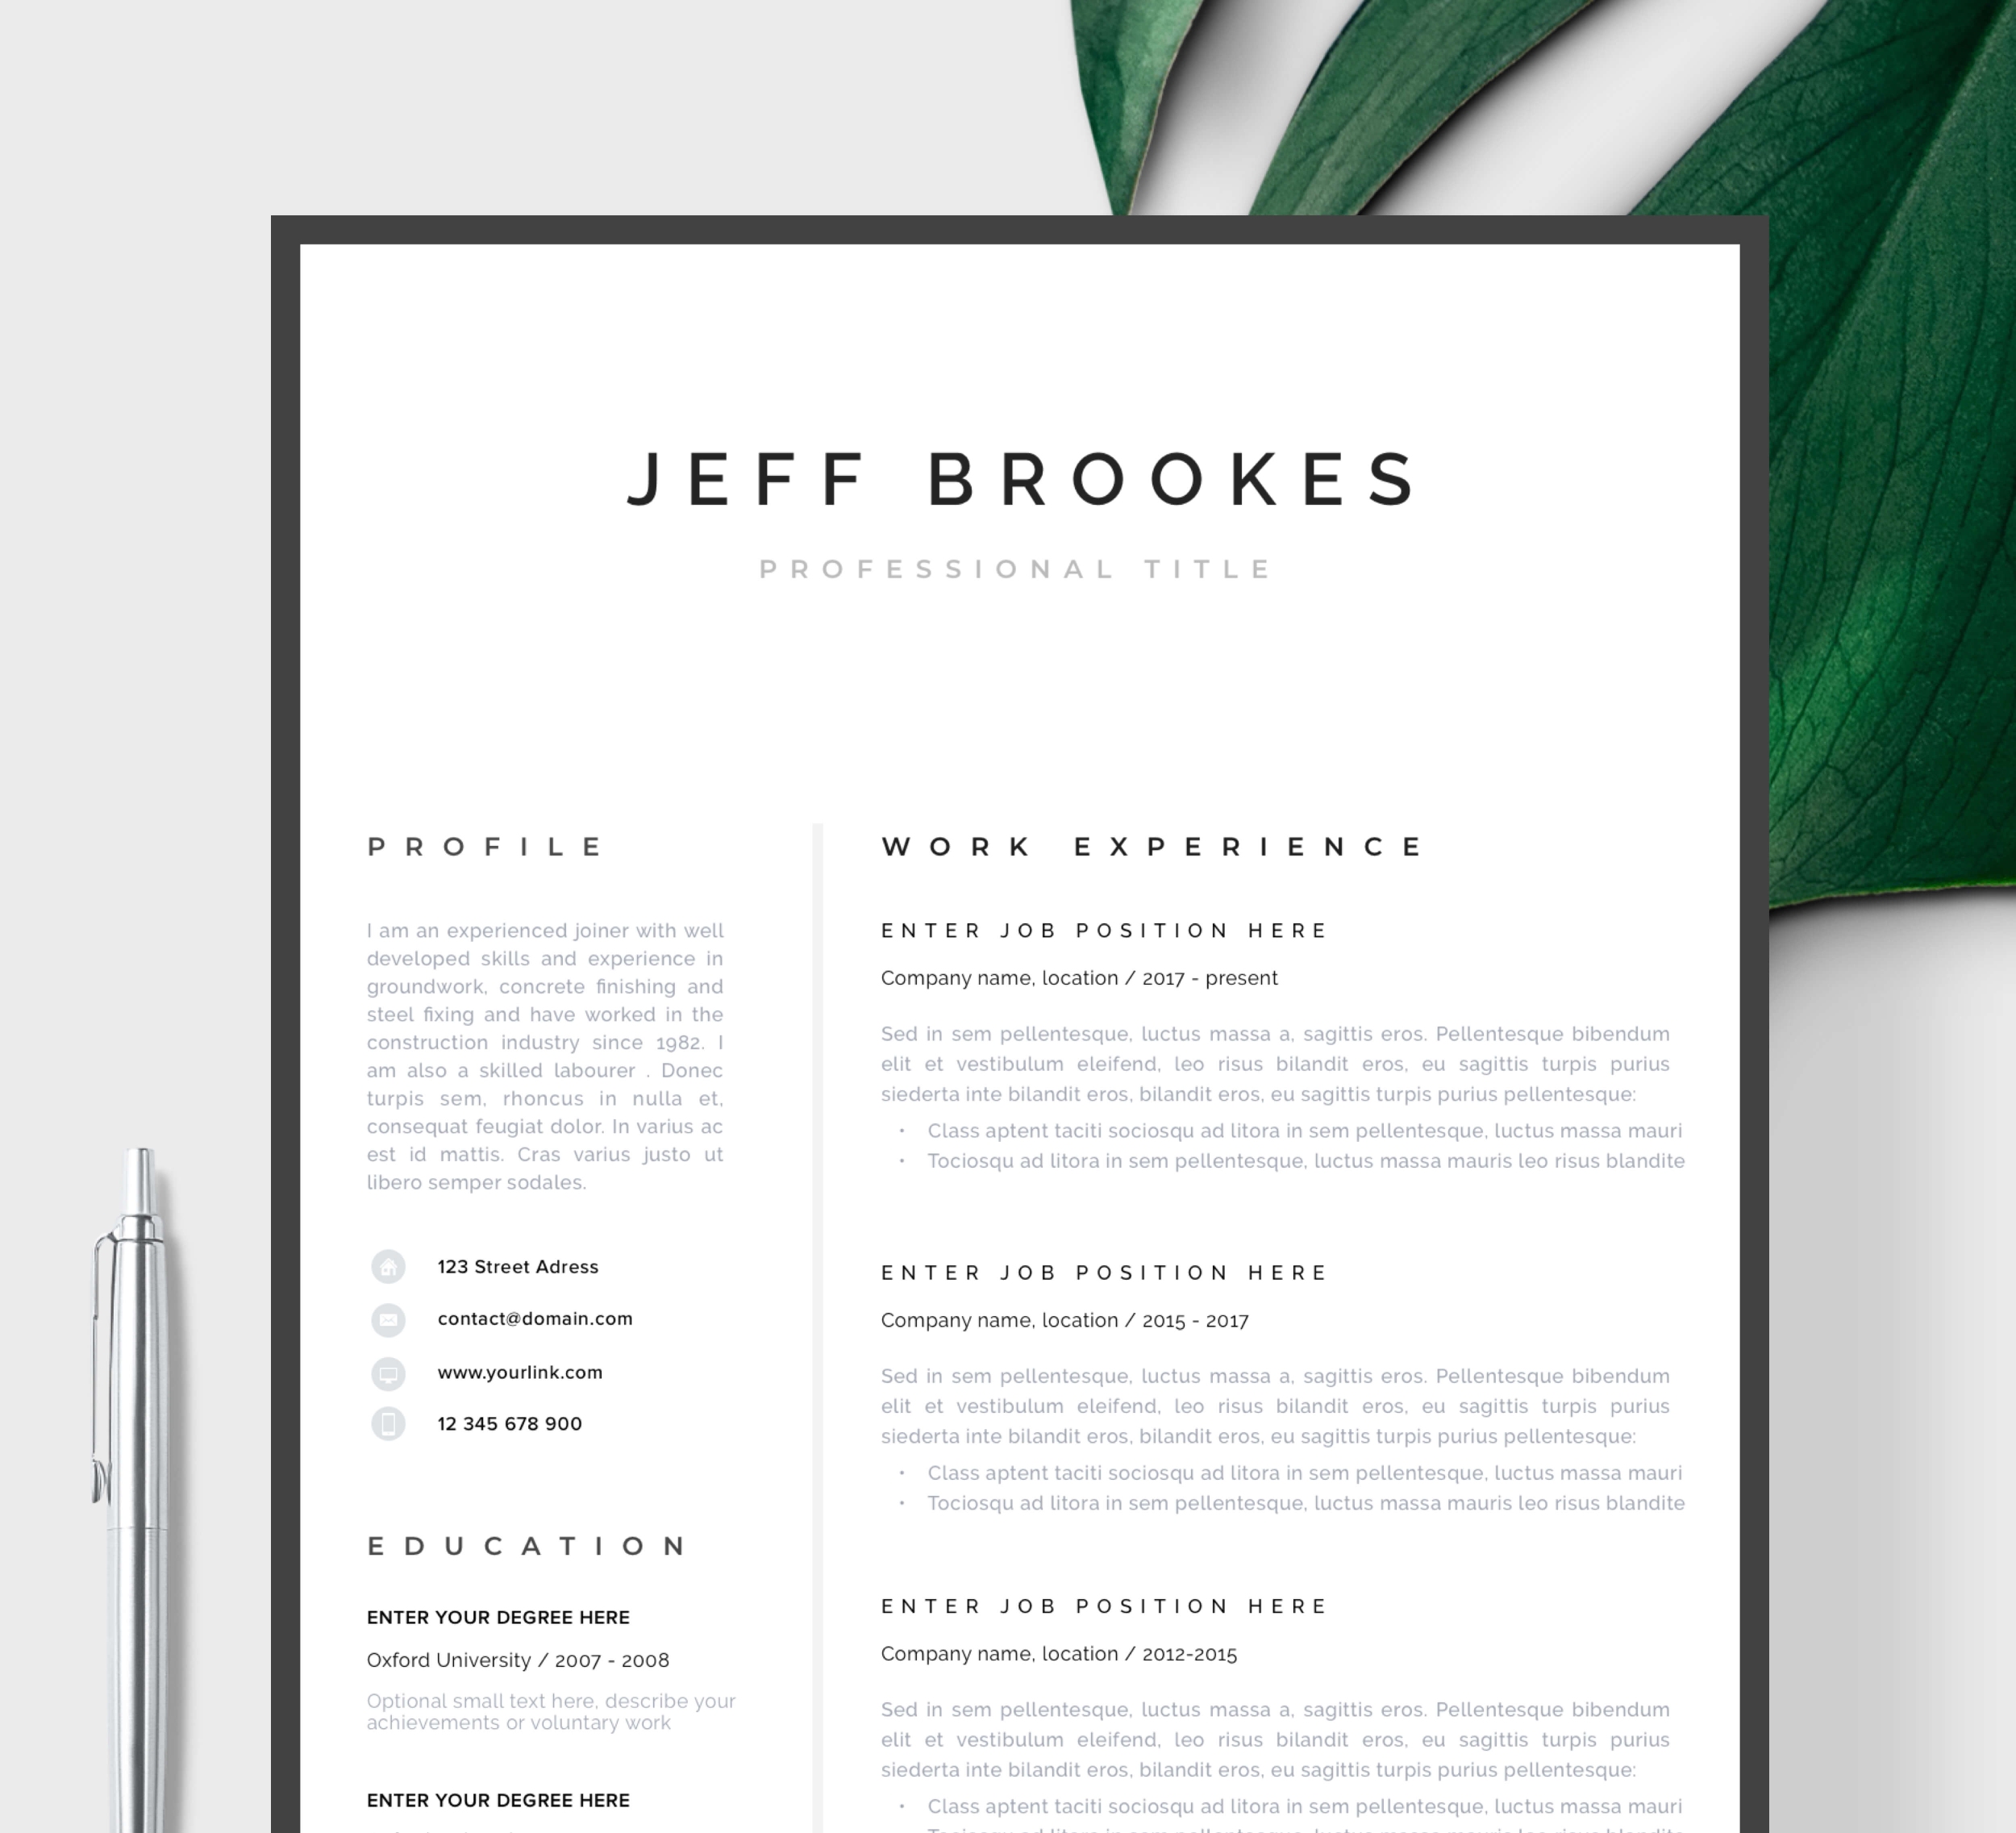 JEFF BROOKES
PROFESSIONAL TITLE
PROFILE
I am an experienced joiner with well
developed skills and experience in
groundwork, concrete finishing and
steel fixing and have worked in the
construction industry since 1982. I
am also a skilled labourer . Donec
turpis sem, rhoncus in nulla et,
consequat feugiat dolor. In varius ac
est id mattis. Cras varius justo ut
libero semper sodales.
123 Street Adress
contact@domain.com
www.yourlink.com
12 345 678 900
EDUCATION
ENTER YOUR DEGREE HERE
Oxford University / 2007 - 2008
Optional small text here, describe your
achievements or voluntary work
ENTER YOUR DEGREE HERE
WORK EXPERIENCE
ENTER JOB POSITION HERE
Company name, location / 2017 - present
Sed in sem pellentesque, luctus massa a, sagittis eros. Pellentesque bibendum
elit et vestibulum eleifend, leo risus bilandit eros, eu sagittis turpis purius
siederta inte bilandit eros, bilandit eros, eu sagittis turpis purius pellentesque:
• Class aptent taciti sociosqu ad litora in sem pellentesque, luctus massa mauri
• Tociosqu ad litora in sem pellentesque, luctus massa mauris leo risus blandite
ENTER JOB POSITION HERE
Company name, location / 2015 - 2017
Sed in sem pellentesque, luctus massa a, sagittis eros. Pellentesque bibendum
elit et vestibulum eleifend, leo risus bilandit eros, eu sagittis turpis purius
siederta inte bilandit eros, bilandit eros, eu sagittis turpis purius pellentesque:
• Class aptent taciti sociosqu ad litora in sem pellentesque, luctus massa mauri
• Tociosqu ad litora in sem pellentesque, luctus massa mauris leo risus blandite
ENTER JOB POSITION HERE
Company name, location / 2012-2015
Sed in sem pellentesque, luctus massa a, sagittis eros. Pellentesque bibendum
elit et vestibulum eleifend, leo risus bilandit eros, eu sagittis turpis purius
siederta inte bilandit eros, bilandit eros, eu sagittis turpis purius pellentesque:
• Class aptent taciti sociosqu ad litora in sem pellentesque, luctus massa mauri